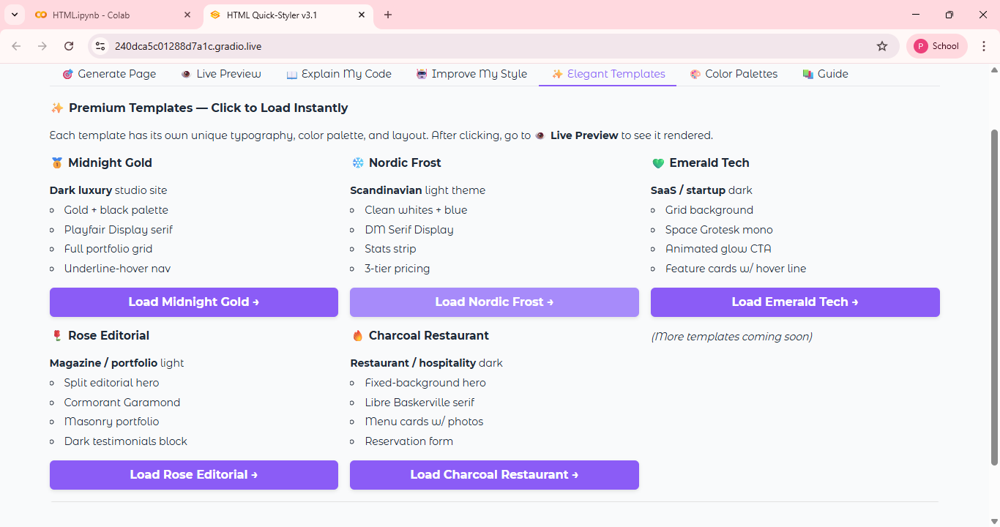 HTML.ipynb - Colab
HTML Quick-Styler v3.1
240dca5c01288d7a1c.gradio.live
P
School
🎯 Generate Page
👁 Live Preview
📖 Explain My Code
👾 Improve My Style
✨ Elegant Templates
🎨 Color Palettes
📚 Guide
✨ Premium Templates — Click to Load Instantly
Each template has its own unique typography, color palette, and layout. After clicking, go to 👁 Live Preview to see it rendered.
🥇 Midnight Gold
Dark luxury studio site
Gold + black palette
Playfair Display serif
Full portfolio grid
Underline-hover nav
Load Midnight Gold →
❄️ Nordic Frost
Scandinavian light theme
Clean whites + blue
DM Serif Display
Stats strip
3-tier pricing
Load Nordic Frost →
💚 Emerald Tech
SaaS / startup dark
Grid background
Space Grotesk mono
Animated glow CTA
Feature cards w/ hover line
Load Emerald Tech →
🌹 Rose Editorial
Magazine / portfolio light
Split editorial hero
Cormorant Garamond
Masonry portfolio
Dark testimonials block
Load Rose Editorial →
🔥 Charcoal Restaurant
Restaurant / hospitality dark
Fixed-background hero
Libre Baskerville serif
Menu cards w/ photos
Reservation form
Load Charcoal Restaurant →
(More templates coming soon)